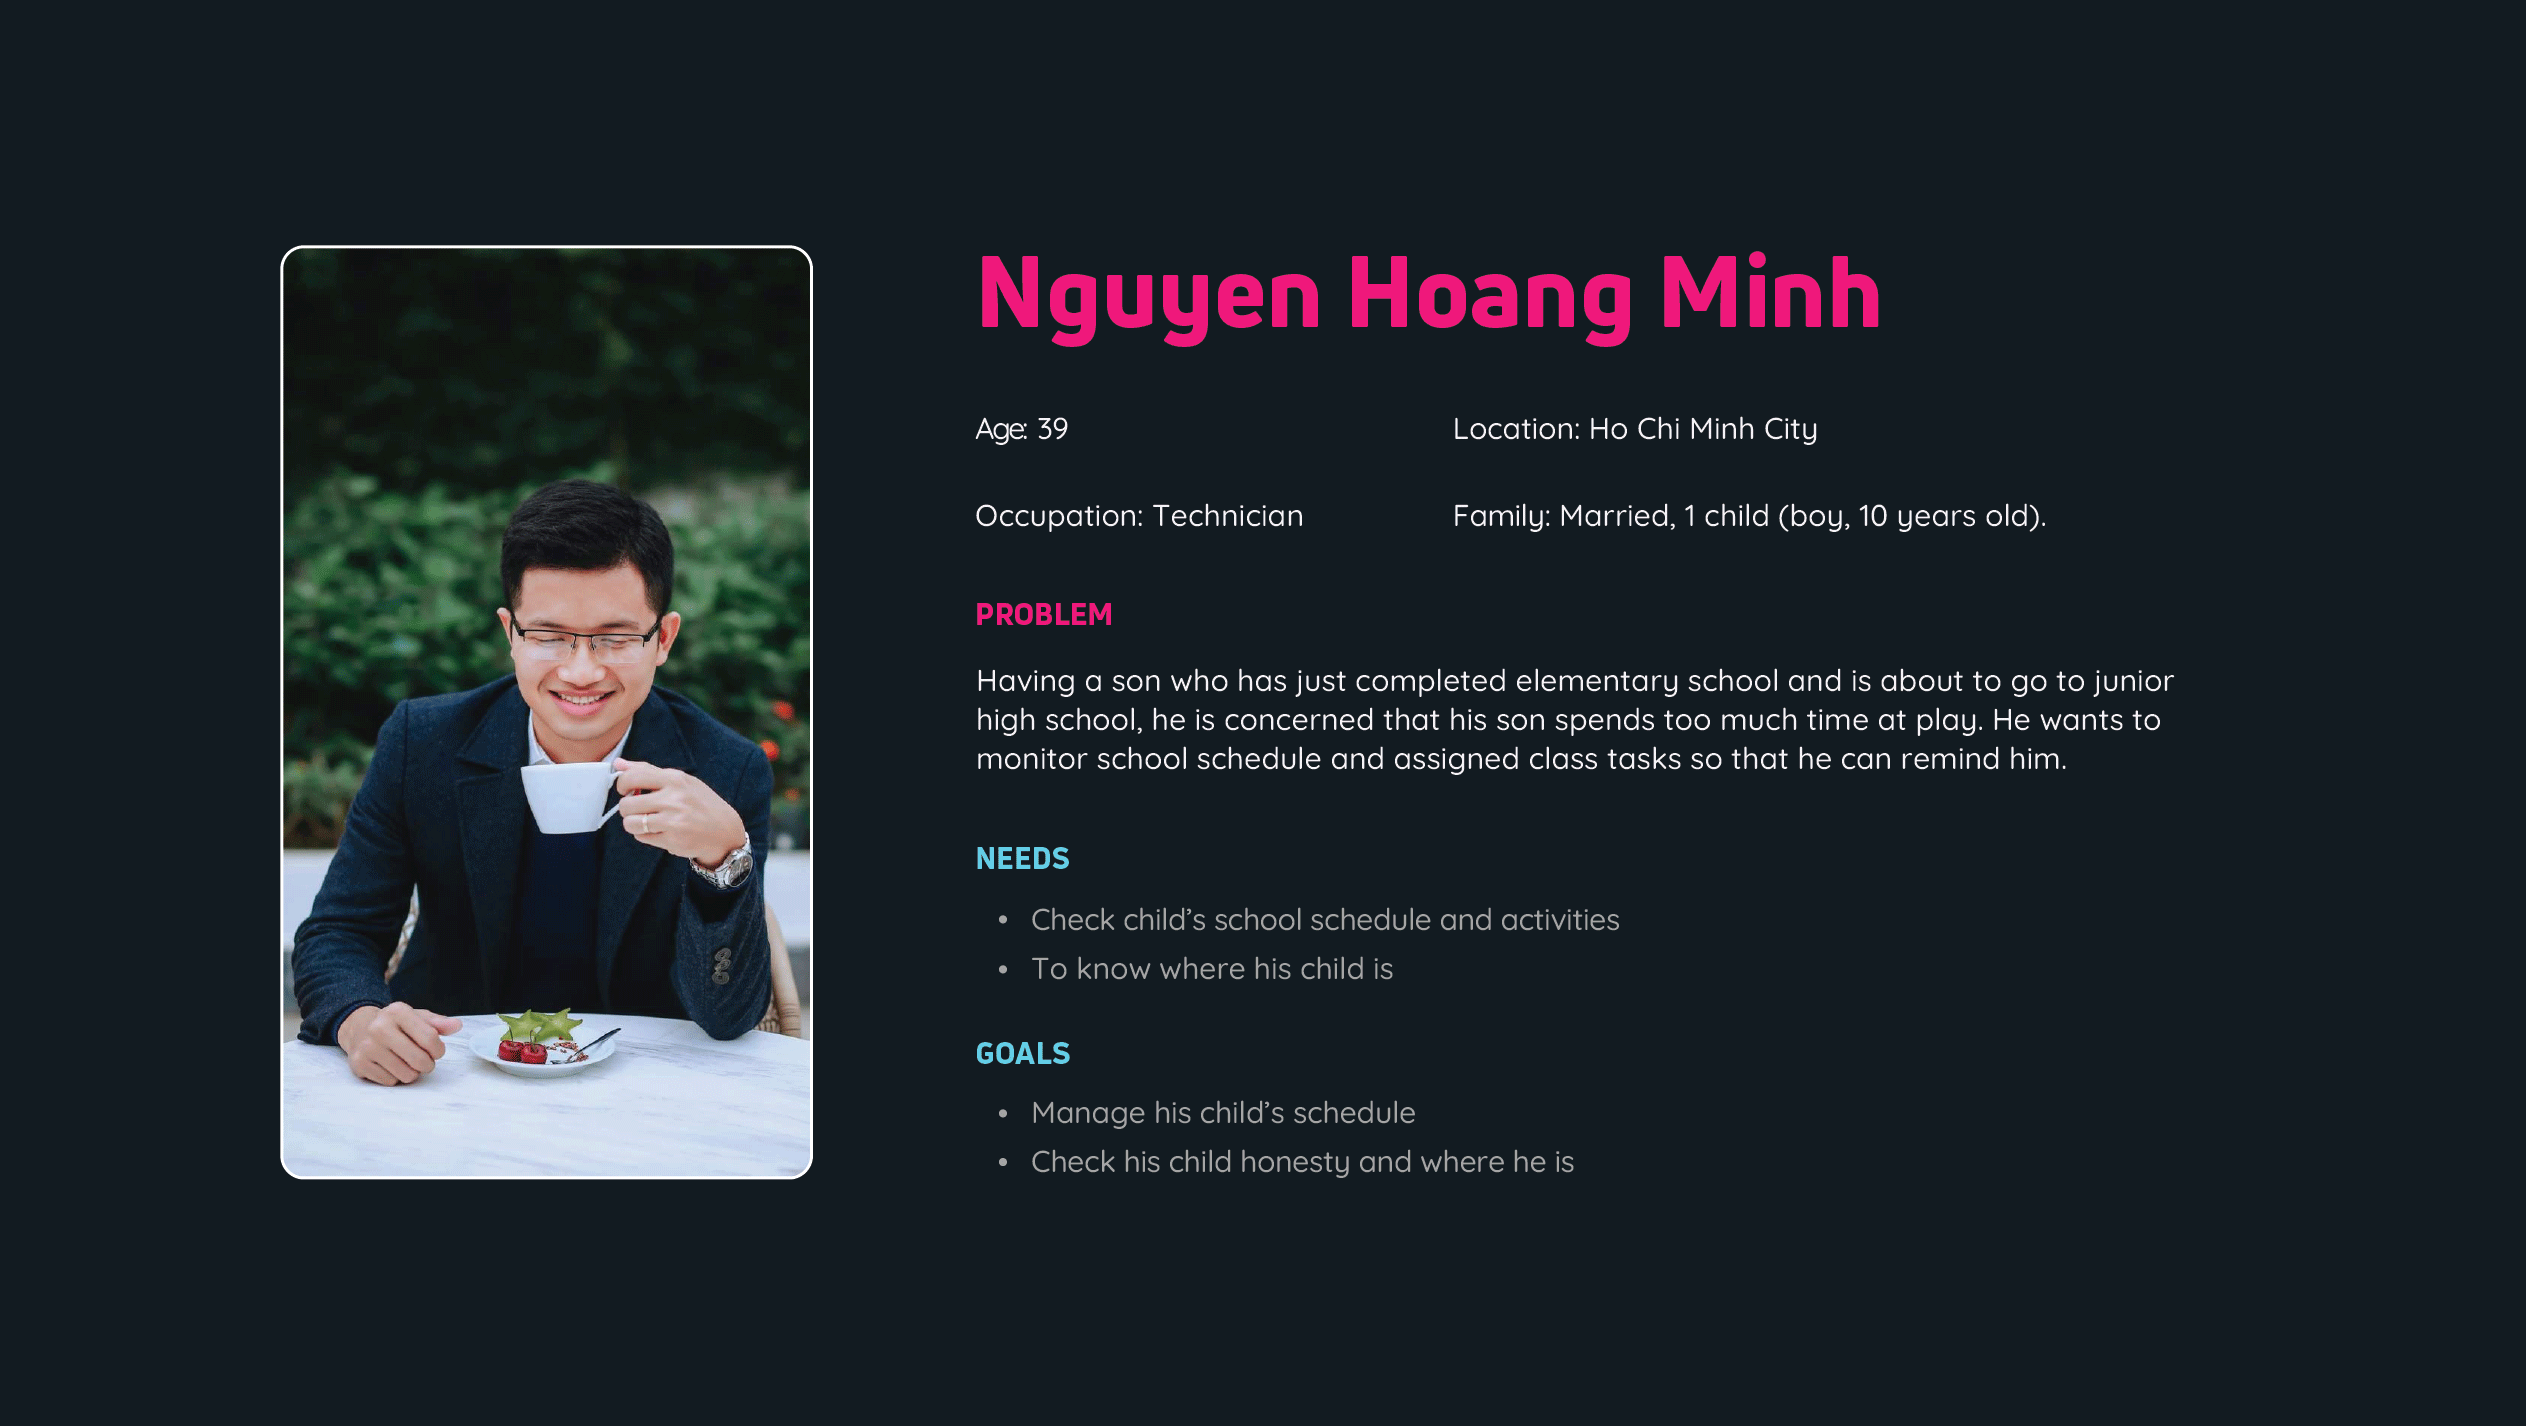 Nguyen Hoang Minh
Age: 39
Location: Ho Chi Minh City
Occupation: Technician
Family: Married, 1 child (boy, 10 years old).
PROBLEM
Having a son who has just completed elementary school and is about to go to junior
high school, he is concerned that his son spends too much time at play. He wants to
monitor school schedule and assigned class tasks so that he can remind him.
NEEDS
• Check child’s school schedule and activities
• To know where his child is
GOALS
• Manage his child’s schedule
• Check his child honesty and where he is